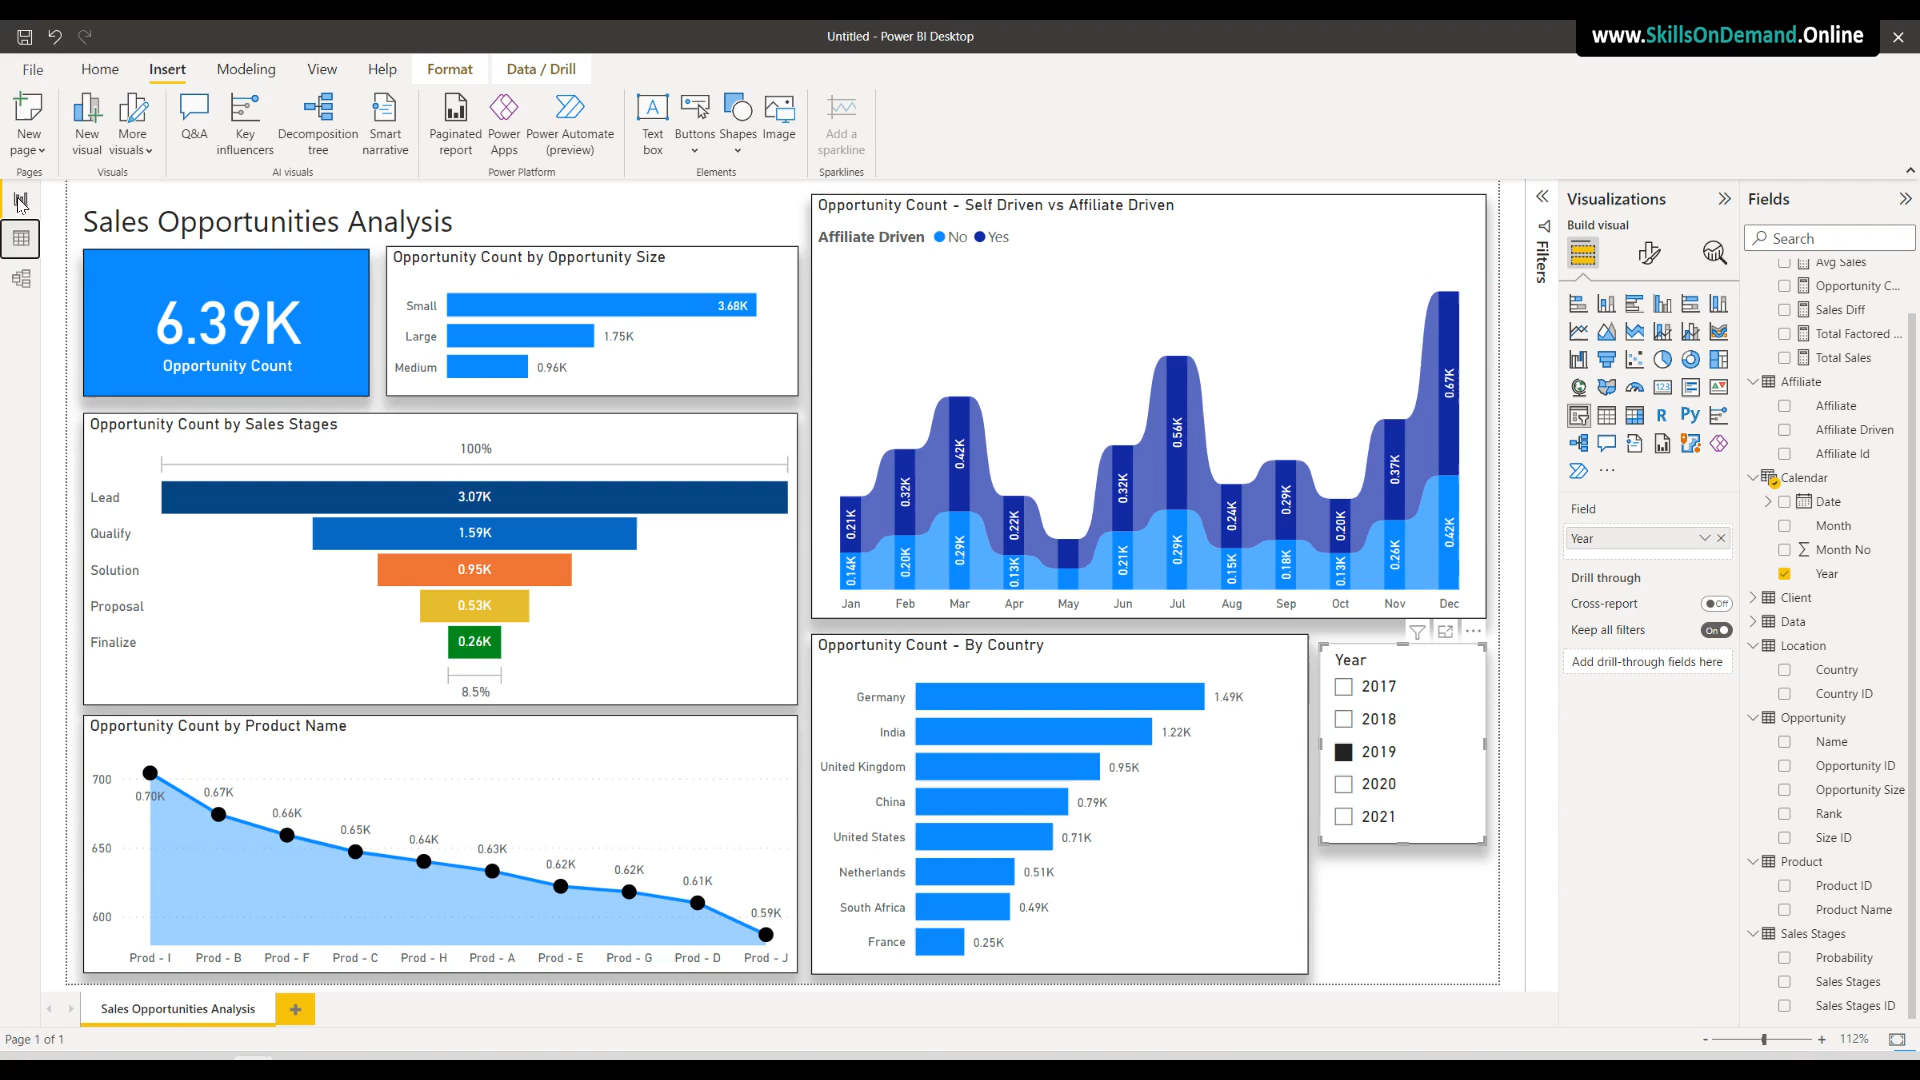 Untitled - Power BI Desktop
www.SkillsOnDemand.Online
File Home Insert Modeling View Help Format Data / Drill
New page
New visual
More visuals
Q&A
Key influencers
Decomposition tree
Smart narrative
Paginated report
Power Apps
Power Automate (preview)
Text box
Buttons
Shapes
Image
Add a sparkline
Pages
Visuals
AI visuals
Power Platform
Elements
Sparklines
Sales Opportunities Analysis
6.39K
Opportunity Count
Opportunity Count by Opportunity Size
Small 3.68K
Large 1.75K
Medium 0.96K
Opportunity Count by Sales Stages
100%
Lead 3.07K
Qualify 1.59K
Solution 0.95K
Proposal 0.53K
Finalize 0.26K
8.5%
Opportunity Count by Product Name
700
650
600
0.70K 0.67K 0.66K 0.65K 0.64K 0.63K 0.62K 0.62K 0.61K 0.59K
Prod - I Prod - B Prod - F Prod - C Prod - H Prod - A Prod - E Prod - G Prod - D Prod - J
Opportunity Count - Self Driven vs Affiliate Driven
Affiliate Driven No Yes
0.21K 0.32K 0.42K 0.22K 0.32K 0.56K 0.24K 0.29K 0.20K 0.37K 0.67K
0.14K 0.20K 0.29K 0.13K 0.21K 0.29K 0.15K 0.18K 0.13K 0.26K 0.42K
Jan Feb Mar Apr May Jun Jul Aug Sep Oct Nov Dec
Opportunity Count - By Country
Germany 1.49K
India 1.22K
United Kingdom 0.95K
China 0.79K
United States 0.71K
Netherlands 0.51K
South Africa 0.49K
France 0.25K
Year
2017
2018
2019
2020
2021
Filters
Visualizations
Build visual
123
R
Py
Field
Year
Drill through
Cross-report Off
Keep all filters On
Add drill-through fields here
Fields
Search
Avg Sales
Opportunity C...
Sales Diff
Total Factored ...
Total Sales
Affiliate
Affiliate
Affiliate Driven
Affiliate Id
Calendar
Date
Month
Month No
Year
Client
Data
Location
Country
Country ID
Opportunity
Name
Opportunity ID
Opportunity Size
Rank
Size ID
Product
Product ID
Product Name
Sales Stages
Probability
Sales Stages
Sales Stages ID
Sales Opportunities Analysis
Page 1 of 1
- + 112%